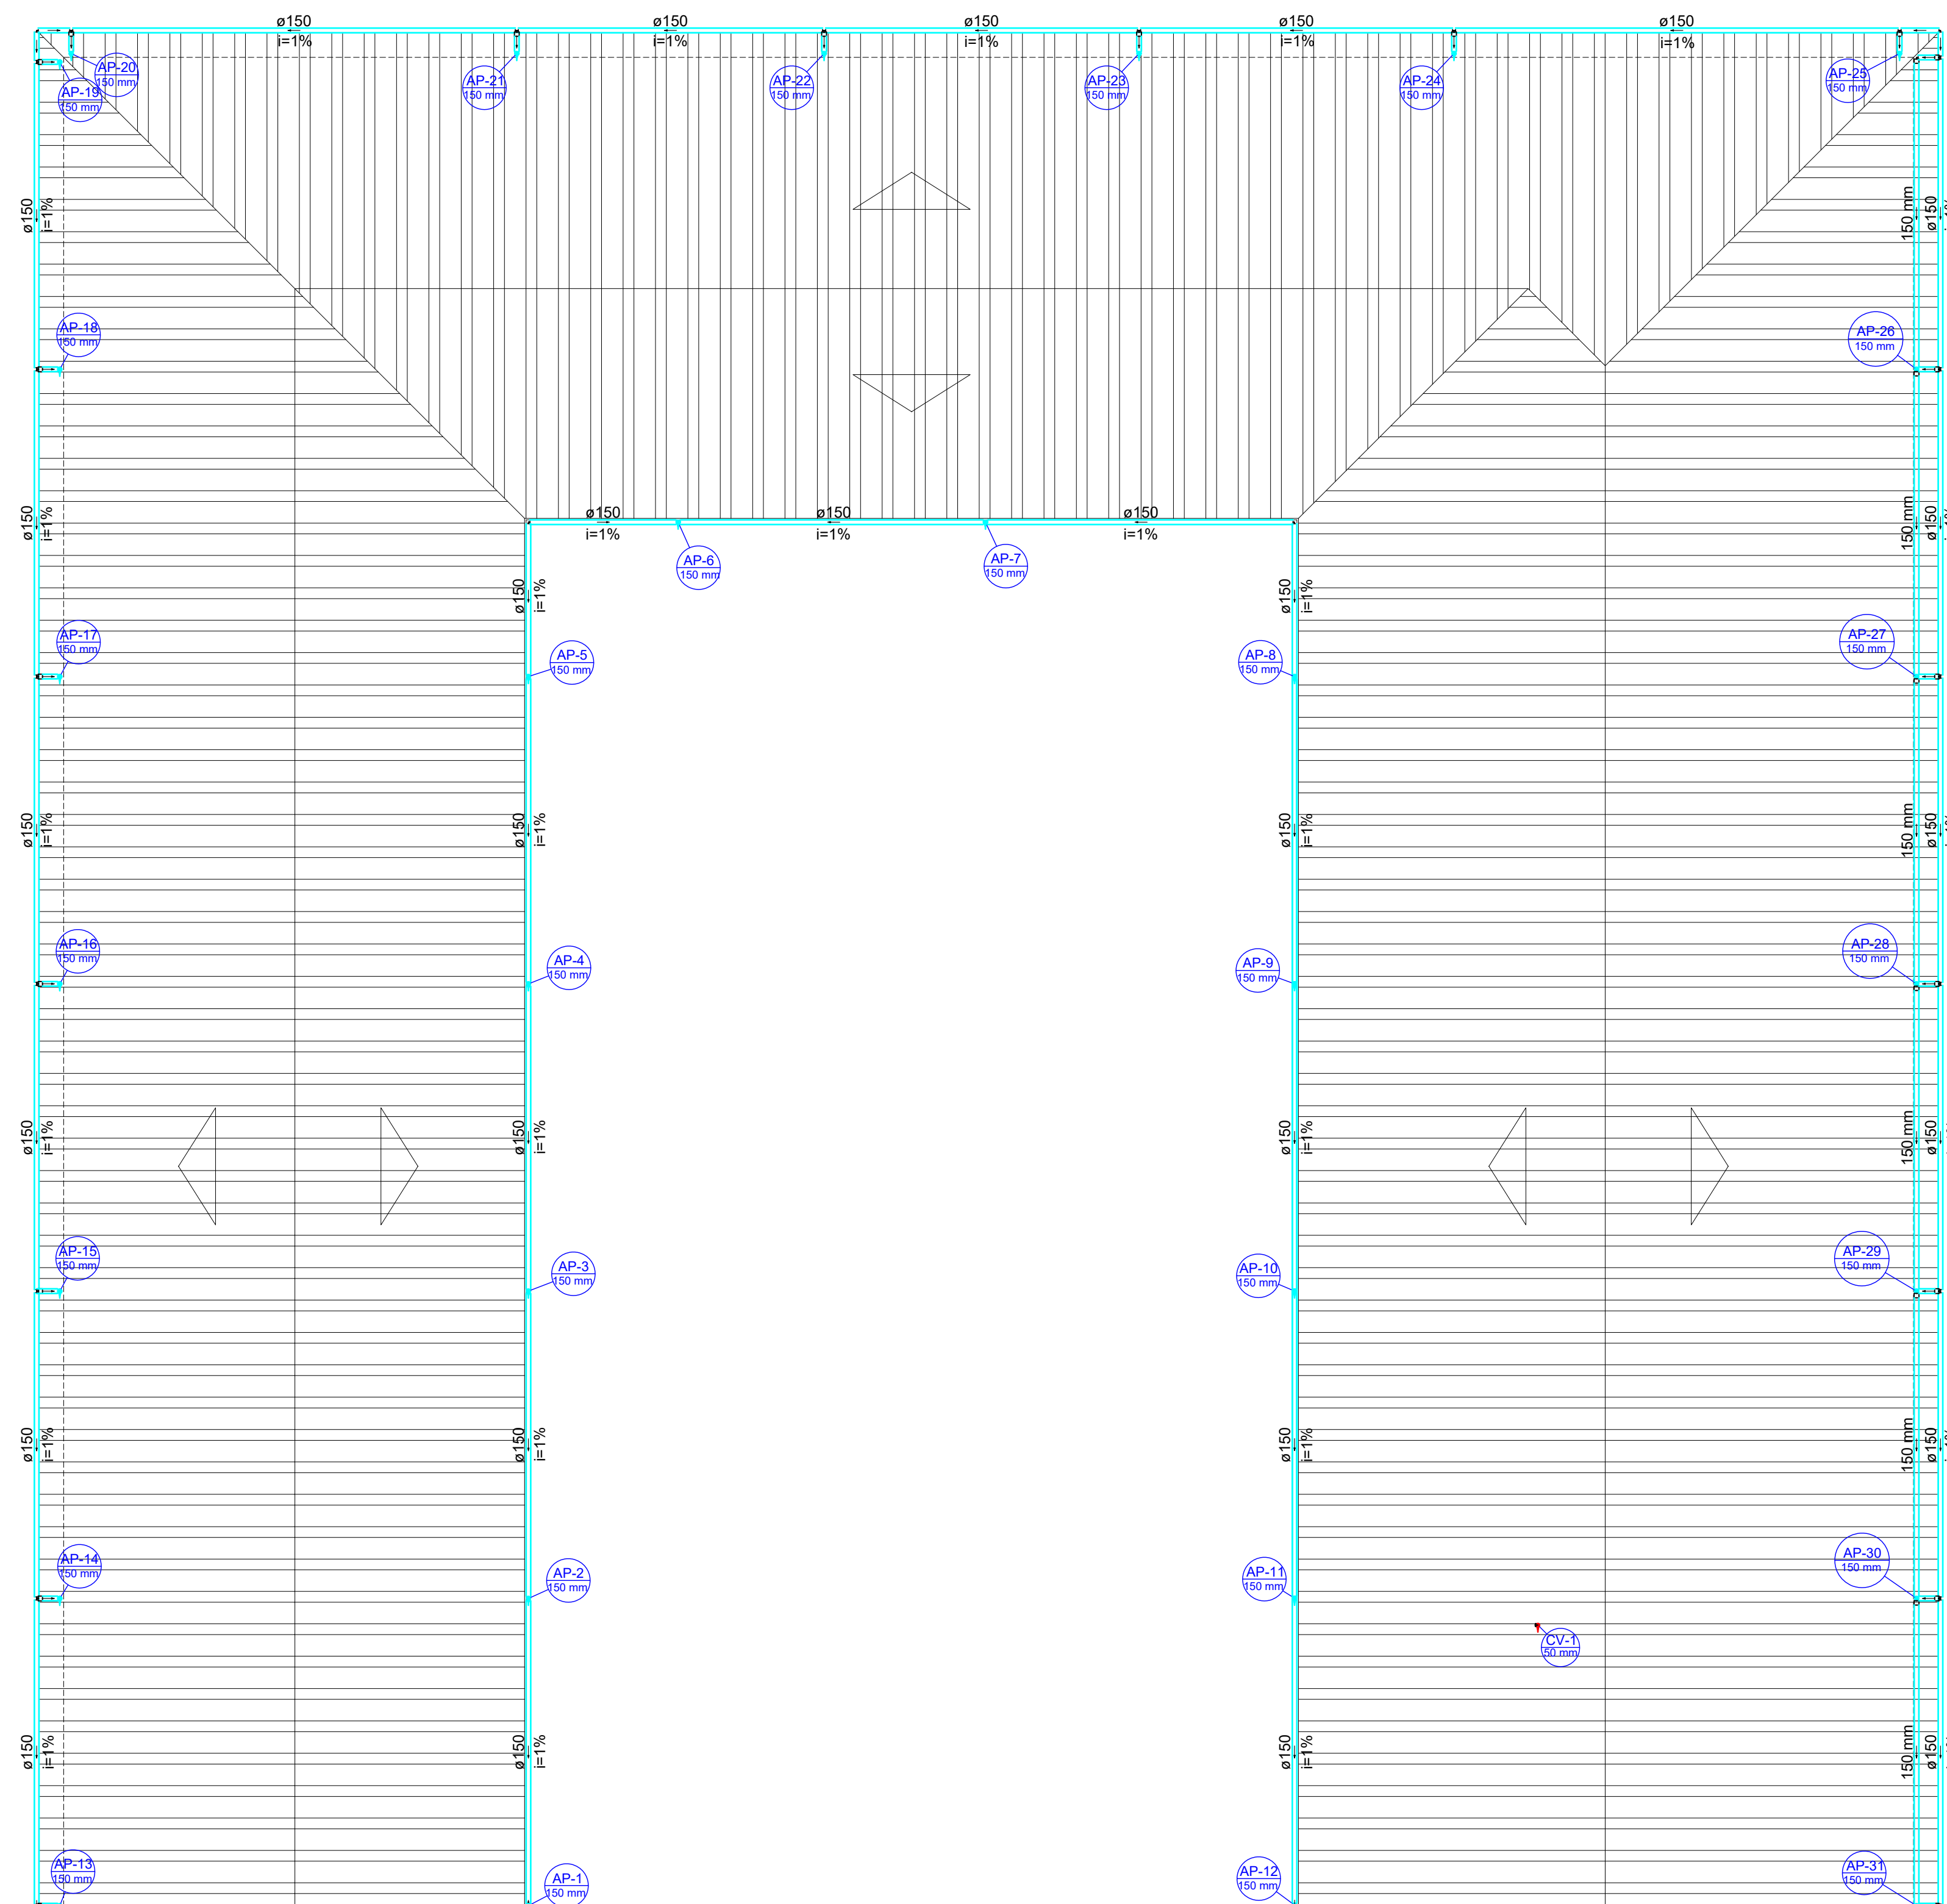 ø150 ø150 ø150 ø150 ø150
i=1% i=1% i=1% i=1% i=1%
AP-20
150 mm
AP-19
150 mm
AP-21
150 mm
AP-22
150 mm
AP-23
150 mm
AP-24
150 mm
AP-25
150 mm
ø150
i=1%
150 mm
ø150
AP-18
150 mm
AP-26
150 mm
ø150
i=1%
ø150 ø150 ø150
i=1% i=1% i=1%
150 mm
ø150
AP-6
150 mm
AP-7
150 mm
ø150
i=1%
ø150
i=1%
AP-17
150 mm
AP-5
150 mm
AP-8
150 mm
AP-27
150 mm
ø150
i=1%
ø150
i=1%
ø150
i=1%
150 mm
ø150
AP-16
150 mm
AP-4
150 mm
AP-9
150 mm
AP-28
150 mm
ø150
i=1%
ø150
i=1%
ø150
i=1%
150 mm
ø150
AP-15
150 mm
AP-3
150 mm
AP-10
150 mm
AP-29
150 mm
ø150
i=1%
ø150
i=1%
ø150
i=1%
150 mm
ø150
AP-14
150 mm
AP-2
150 mm
AP-11
150 mm
AP-30
150 mm
CV-1
50 mm
ø150
i=1%
ø150
i=1%
ø150
i=1%
150 mm
ø150
AP-13
150 mm
AP-1
150 mm
AP-12
150 mm
AP-31
150 mm